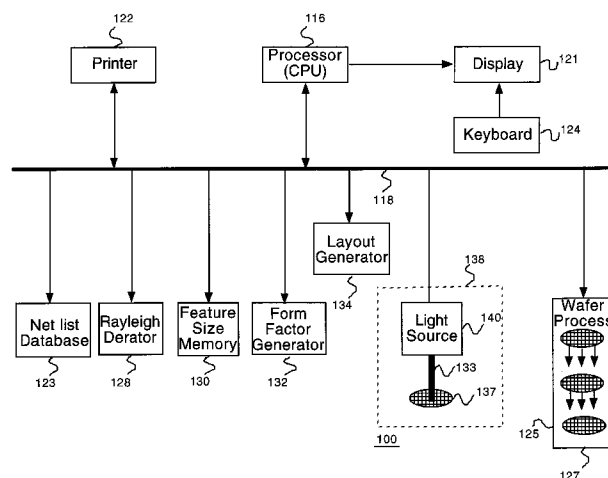 122
Printer
116
Processor
(CPU)
Display
121
Keyboard
124
118
Layout
Generator
134
138
Net list
Database
123
Rayleigh
Derator
128
Feature
Size
Memory
130
Form
Factor
Generator
132
Light
Source
140
133
137
100
Wafer
Process
125
127